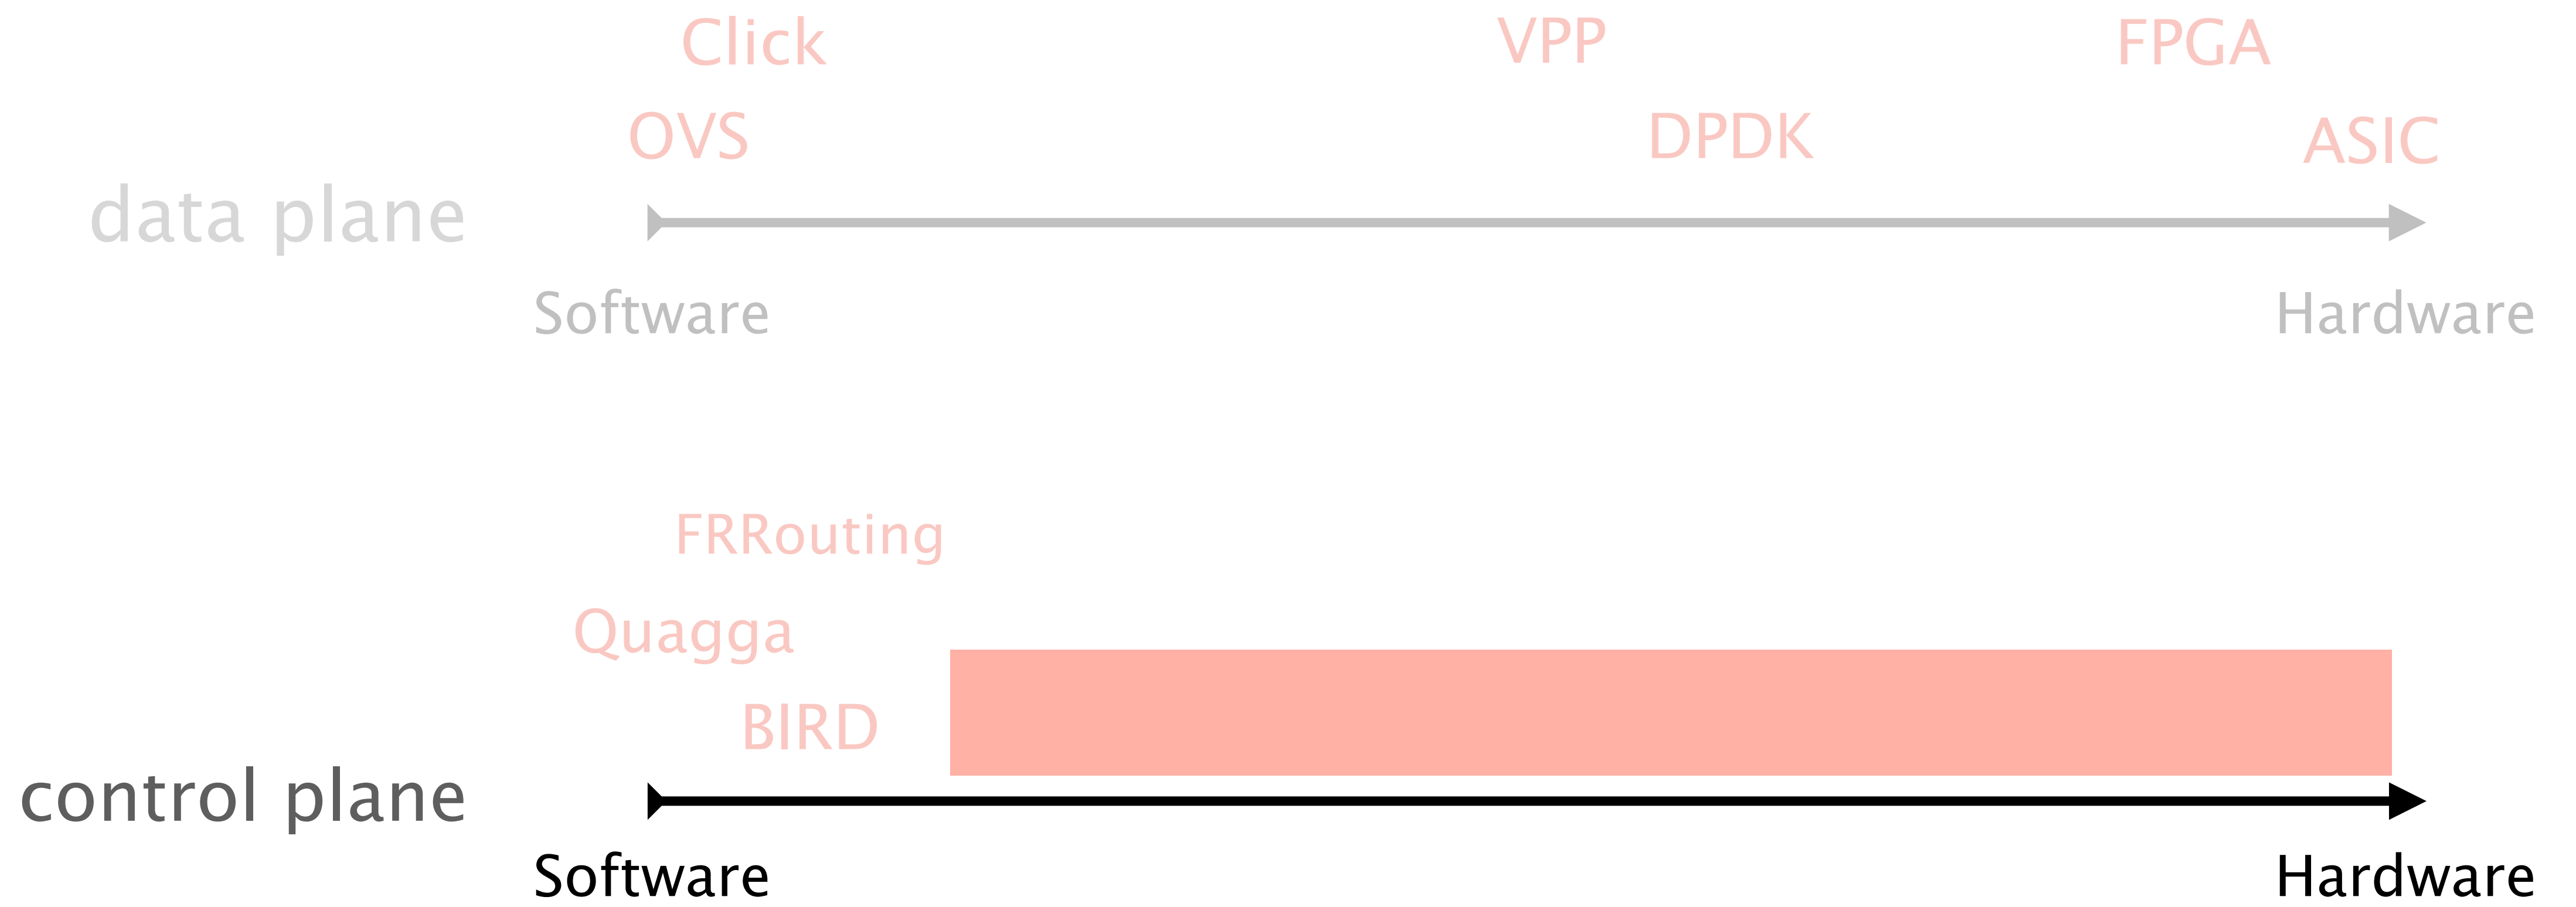 Click VPP FPGA
OVS DPDK ASIC
data plane
Software Hardware
FRRouting
Quagga
BIRD
control plane
Software Hardware